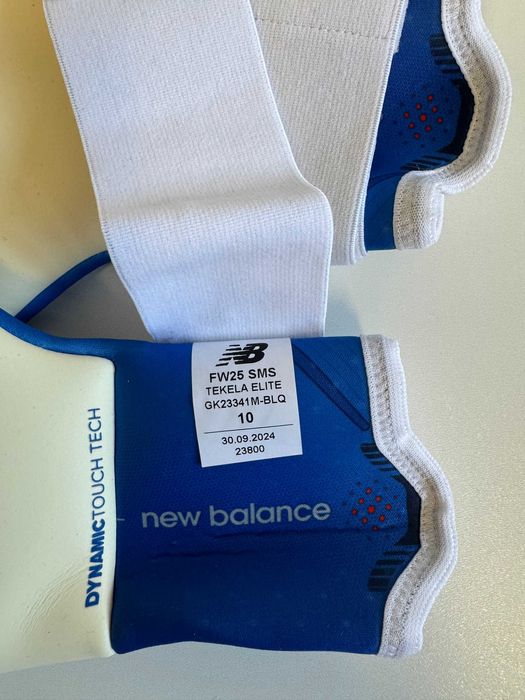 NB
FW25 SMS
TEKELA ELITE
GK23341M-BLQ
10
30.09.2024
23800
new balance
DYNAMICTOUCH TECH